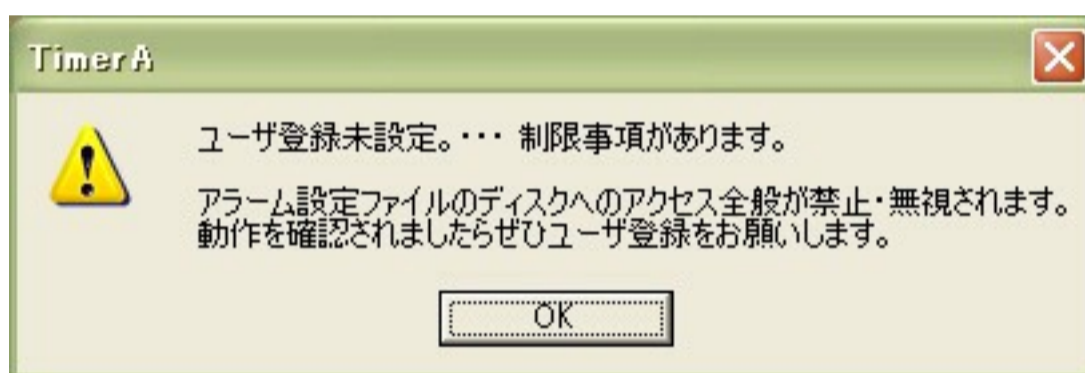 TimerA
ユーザ登録未設定。・・・ 制限事項があります。
アラーム設定ファイルのディスクへのアクセス全般が禁止・無視されます。
動作を確認されましたらぜひユーザ登録をお願いします。
OK